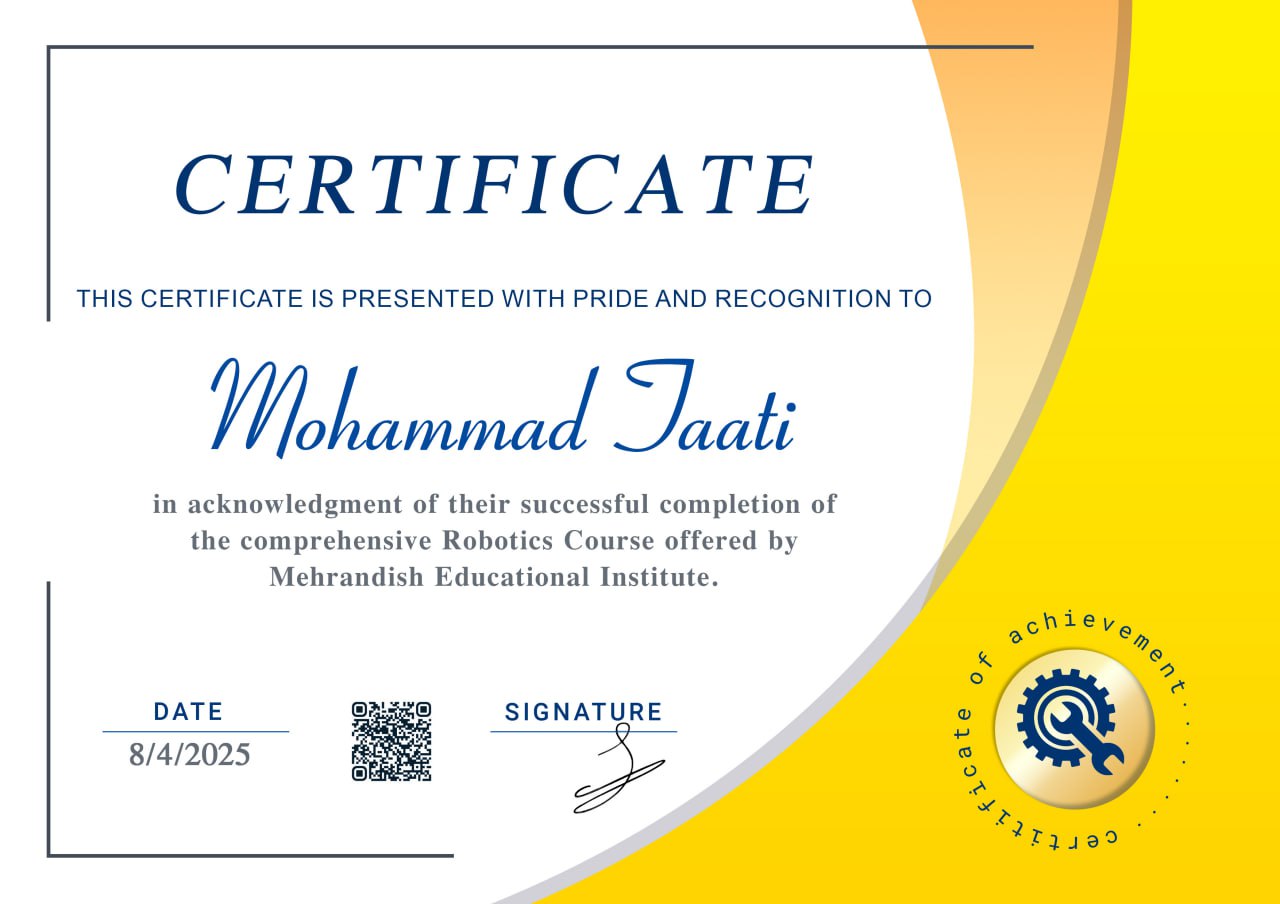 CERTIFICATE
THIS CERTIFICATE IS PRESENTED WITH PRIDE AND RECOGNITION TO
Mohammad Taati
in acknowledgment of their successful completion of
the comprehensive Robotics Course offered by
Mehrandish Educational Institute.
DATE
8/4/2025
SIGNATURE
certificate of achievement.........